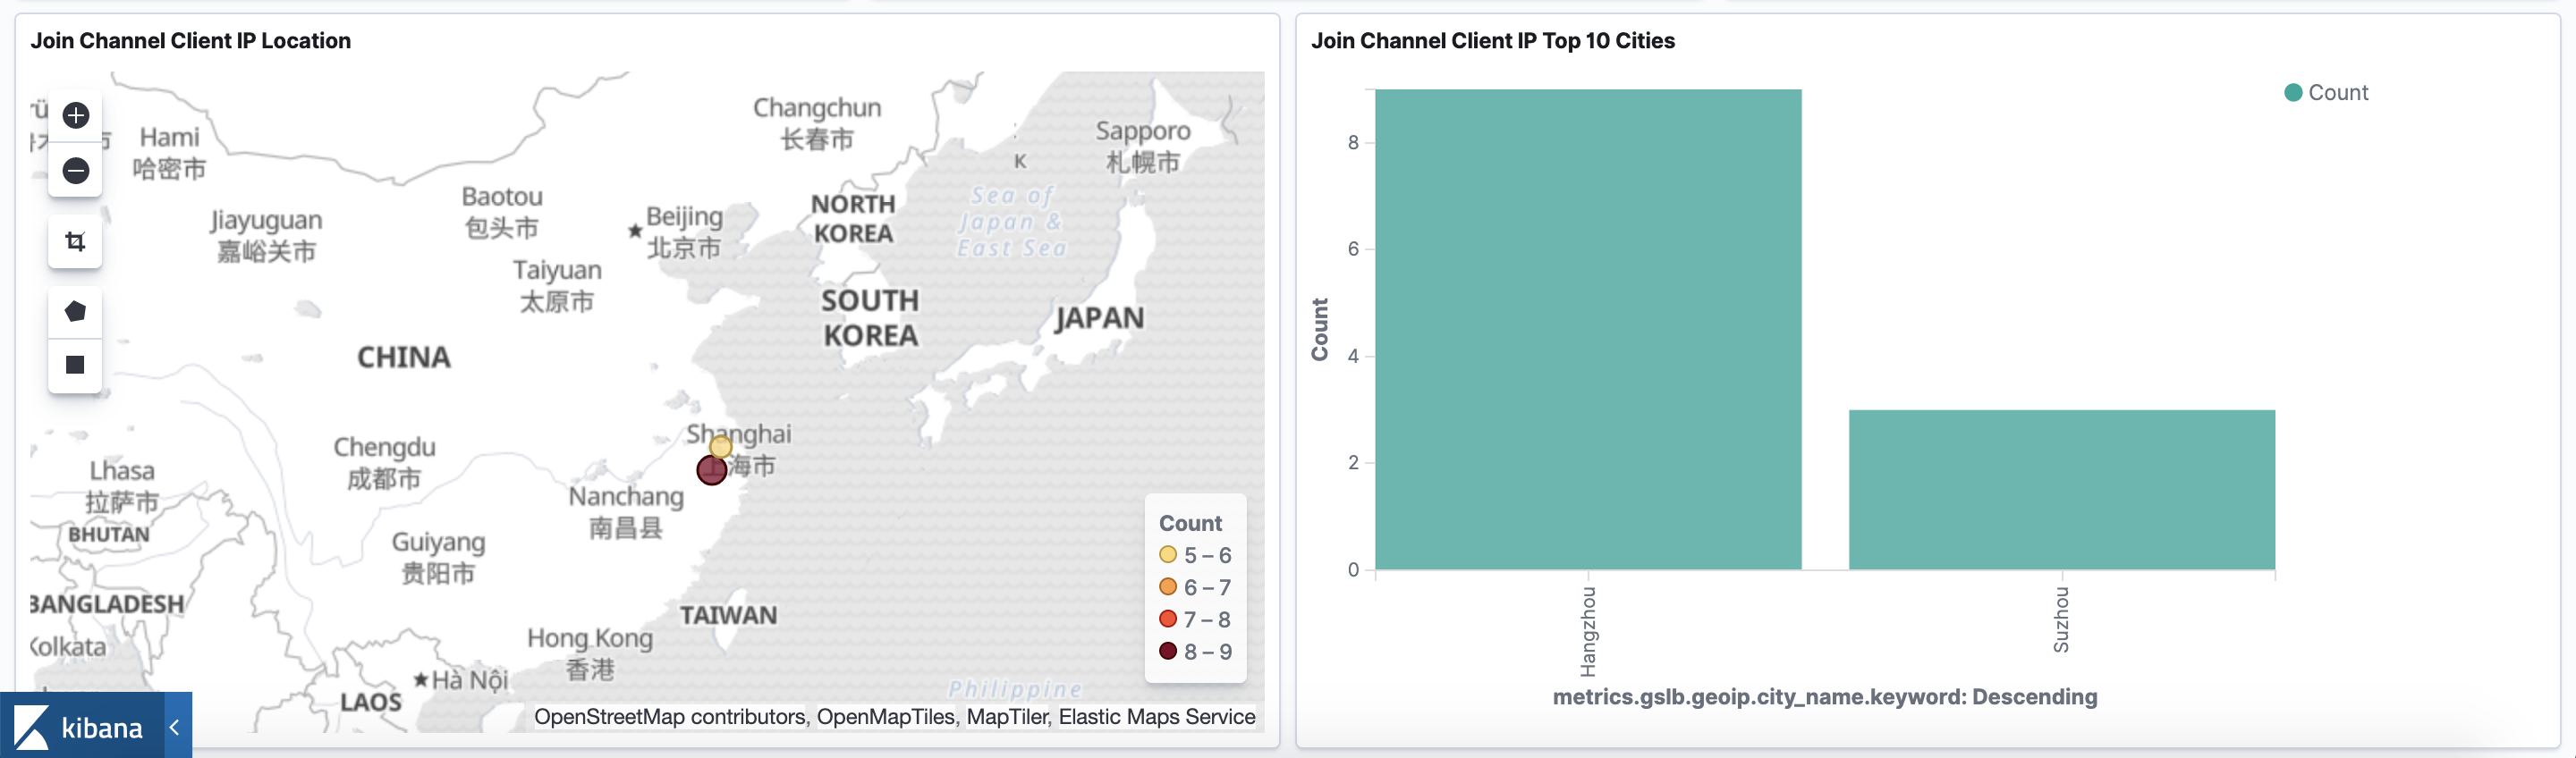 Join Channel Client IP Location
Hami
哈密市
Changchun
长春市
Sapporo
札幌市
K
Baotou
包头市
Jiayuguan
嘉峪关市
Beijing
北京市
NORTH
KOREA
Sea of
Japan &
East Sea
Taiyuan
太原市
SOUTH
KOREA
JAPAN
CHINA
Shanghai
海市
Chengdu
成都市
Lhasa
拉萨市
Nanchang
南昌县
BHUTAN
Guiyang
贵阳市
BANGLADESH
TAIWAN
Kolkata
Hong Kong
香港
Hà Nội
LAOS
Philippine
Count
5 – 6
6 – 7
7 – 8
8 – 9
OpenStreetMap contributors, OpenMapTiles, MapTiler, Elastic Maps Service
kibana
Join Channel Client IP Top 10 Cities
Count
8
6
4
2
0
Count
Hangzhou
Suzhou
metrics.gslb.geoip.city_name.keyword: Descending